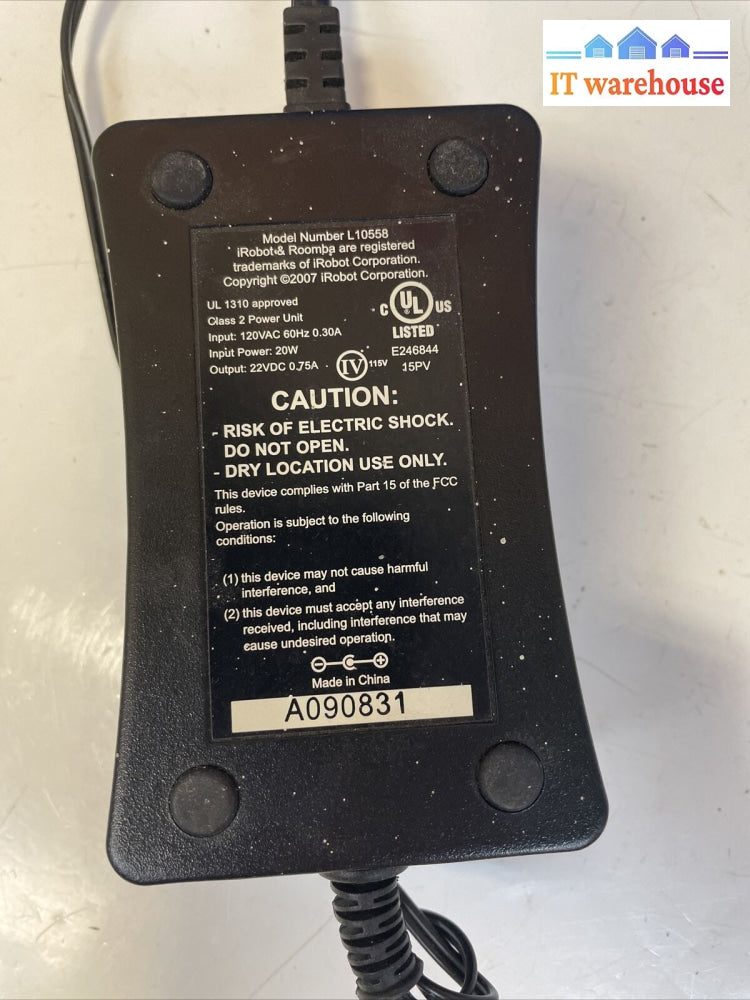 IT warehouse
Model Number L10558
iRobot & Roomba are registered
trademarks of iRobot Corporation.
Copyright ©2007 iRobot Corporation.
UL 1310 approved
Class 2 Power Unit
Input: 120VAC 60Hz 0.30A
Input Power: 20W
Output: 22VDC 0.75A
IV 115V
C UL US
LISTED
E246844
15PV
CAUTION:
- RISK OF ELECTRIC SHOCK.
DO NOT OPEN.
- DRY LOCATION USE ONLY.
This device complies with Part 15 of the FCC
rules.
Operation is subject to the following
conditions:
(1) this device may not cause harmful
interference, and
(2) this device must accept any interference
received, including interference that may
cause undesired operation.
Made in China
A090831